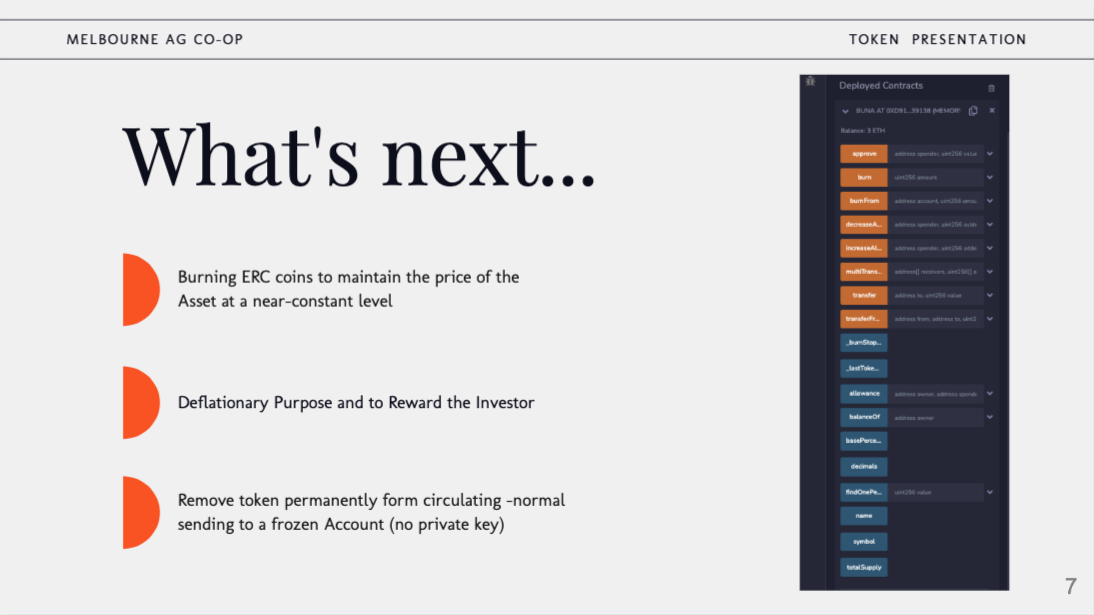 MELBOURNE AG CO-OP
TOKEN PRESENTATION
What's next...
Burning ERC coins to maintain the price of the
Asset at a near-constant level
Deflationary Purpose and to Reward the Investor
Remove token permanently form circulating -normal
sending to a frozen Account (no private key)
Deployed Contracts
BUNA AT 0XD91...39138 (MEMORY
Balance: 3 ETH
approve address spender, uint256 value
burn uint256 amount
burnFrom address account, uint256 amou
decreaseA... address spender, uint256 subtr
increaseAl... address spender, uint256 adde
multiTrans... address[] receivers, uint256[] a
transfer address to, uint256 value
transferFr... address from, address to, uint2
_burnStop...
_lastToke...
allowance address owner, address spende
balanceOf address owner
basePerce...
decimals
findOnePe... uint256 value
name
symbol
totalSupply
7